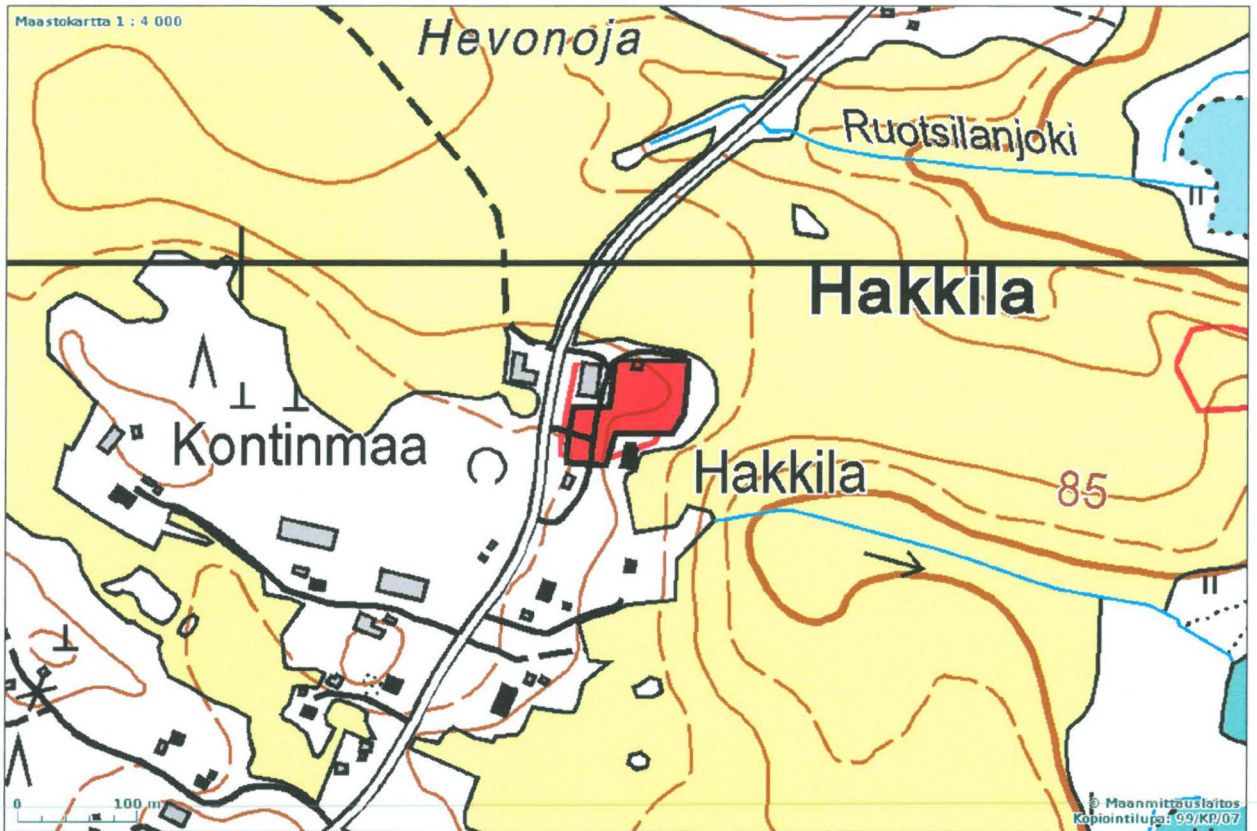 Maastokartta 1 : 4 000
Hevonoja
Ruotsilanjoki
Hakkila
Kontinmaa
Hakkila
85
0 100 m
© Maanmittauslaitos
Kopiointilupa: 99/KP/07